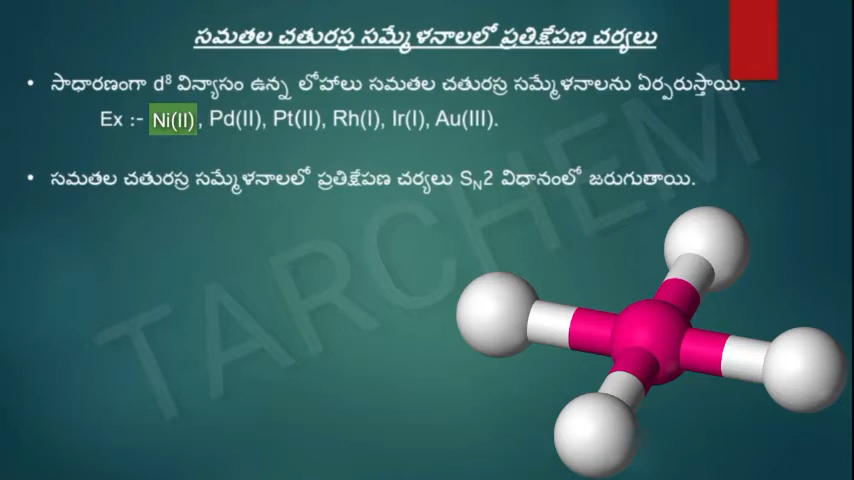 సమతల చతురస్ర సమ్మేళనాలలో ప్రతిక్షేపణ చర్యలు
• సాధారణంగా d⁸ విన్యాసం ఉన్న లోహాలు సమతల చతురస్ర సమ్మేళనాలను ఏర్పరుస్తాయి.
Ex :- Ni(II), Pd(II), Pt(II), Rh(I), Ir(I), Au(III).
• సమతల చతురస్ర సమ్మేళనాలలో ప్రతిక్షేపణ చర్యలు S_N2 విధానంలో జరుగుతాయి.
TARCHEM